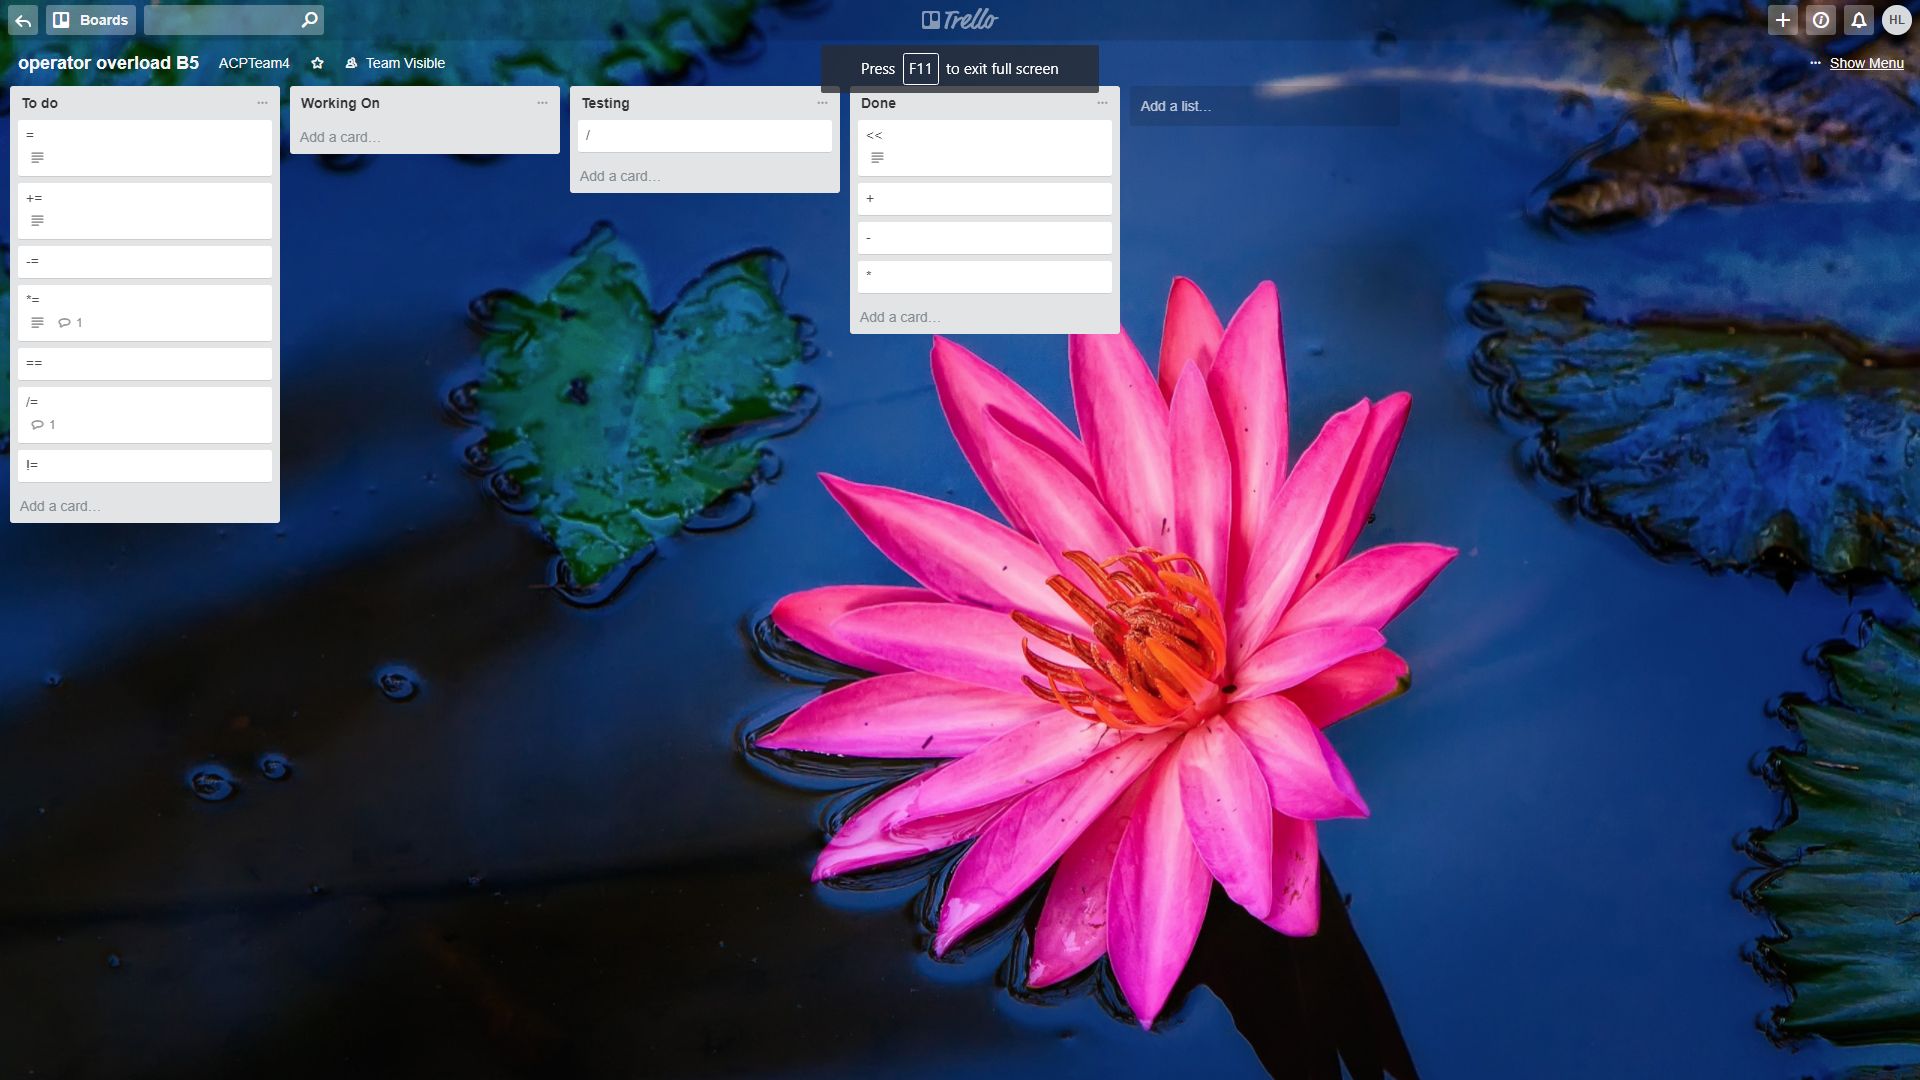 Boards
Trello
HL
operator overload B5
ACPTeam4
Team Visible
Press F11 to exit full screen
Show Menu
To do
=
+=
-=
*=
1
==
/=
1
!=
Add a card...
Working On
Add a card...
Testing
/
Add a card...
Done
<<
+
-
*
Add a card...
Add a list...